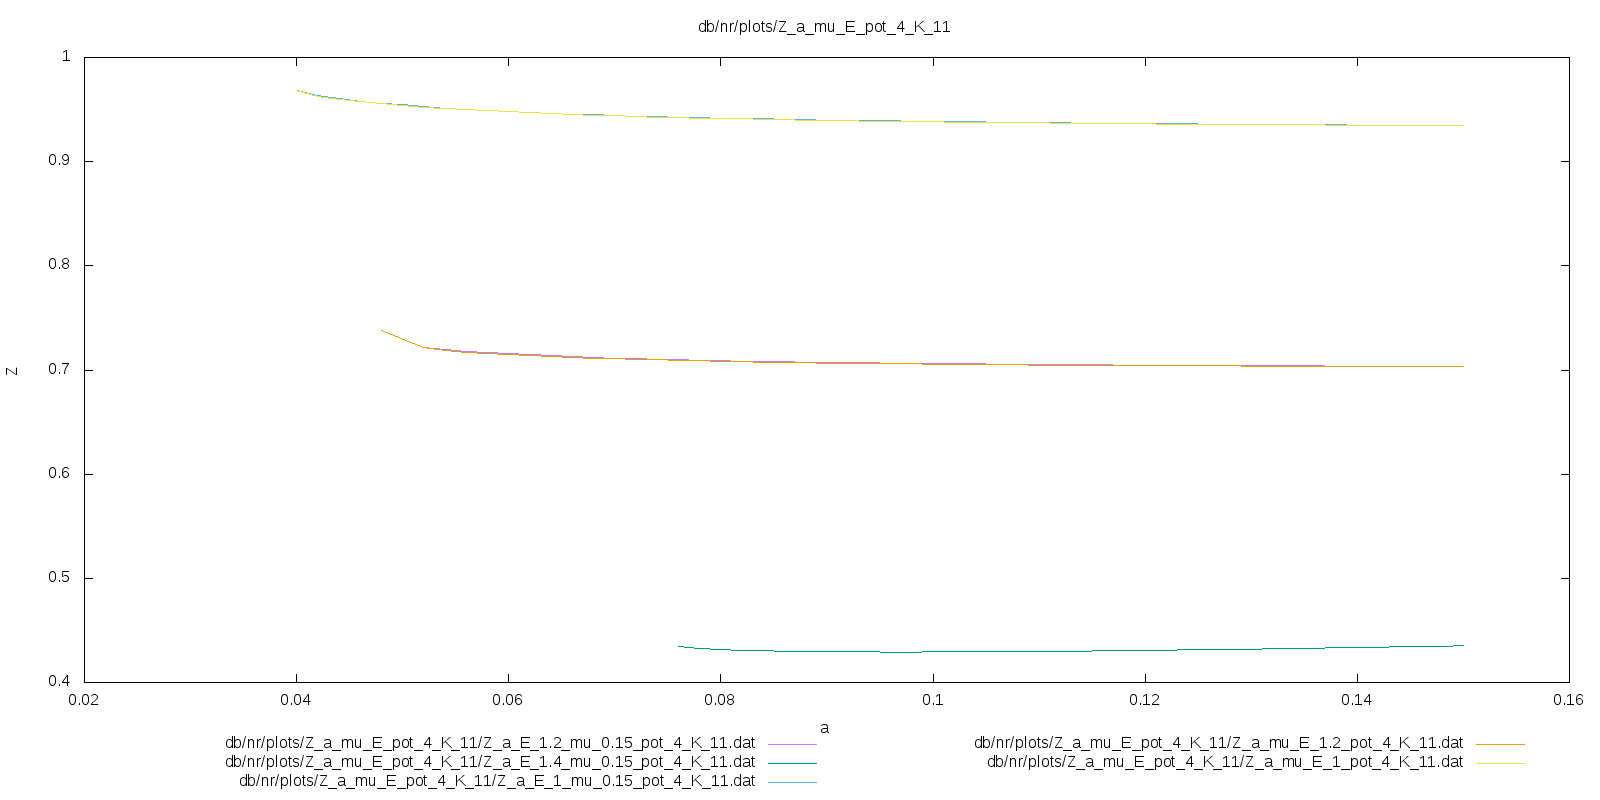 db/nr/plots/Z_a_mu_E_pot_4_K_11
1
0.9
0.8
0.7
0.6
0.5
0.4
Z
0.02 0.04 0.06 0.08 0.1 0.12 0.14 0.16
a
db/nr/plots/Z_a_mu_E_pot_4_K_11/Z_a_E_1.2_mu_0.15_pot_4_K_11.dat
db/nr/plots/Z_a_mu_E_pot_4_K_11/Z_a_E_1.4_mu_0.15_pot_4_K_11.dat
db/nr/plots/Z_a_mu_E_pot_4_K_11/Z_a_E_1_mu_0.15_pot_4_K_11.dat
db/nr/plots/Z_a_mu_E_pot_4_K_11/Z_a_mu_E_1.2_pot_4_K_11.dat
db/nr/plots/Z_a_mu_E_pot_4_K_11/Z_a_mu_E_1_pot_4_K_11.dat